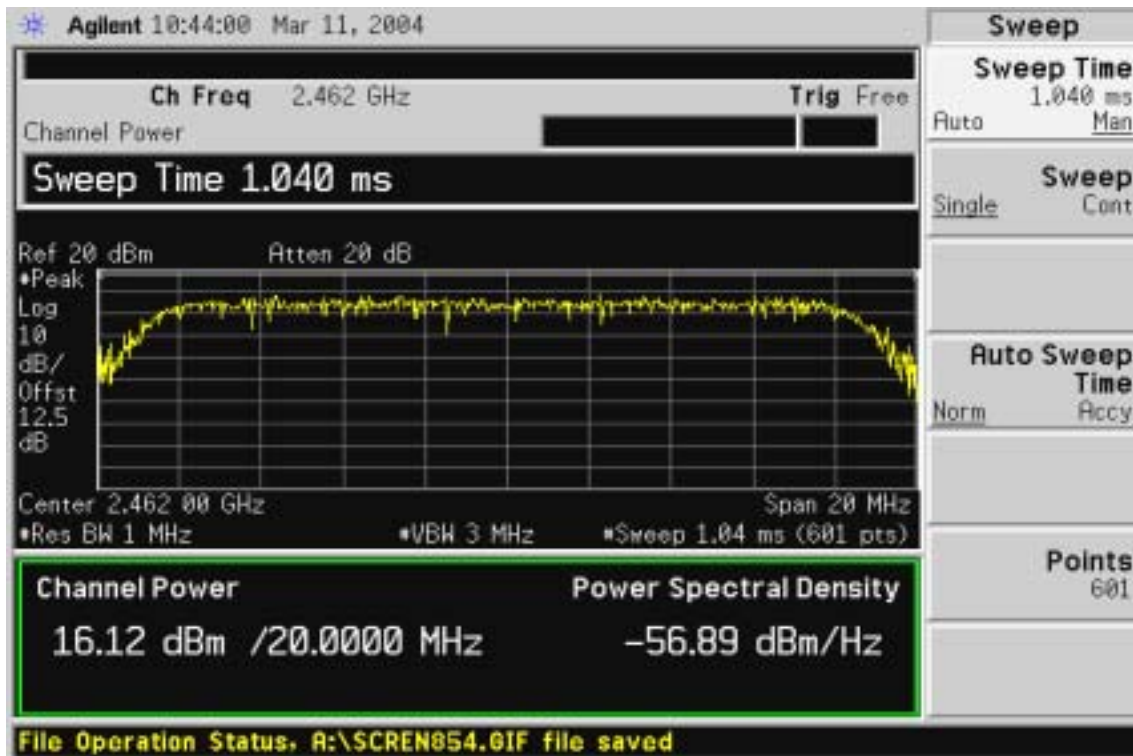 Agilent 10:44:00 Mar 11, 2004
Ch Freq 2.462 GHz Trig Free
Channel Power
Sweep Time 1.040 ms
Ref 20 dBm Atten 20 dB
*Peak
Log
10
dB/
Offst
12.5
dB
Center 2.462 00 GHz Span 20 MHz
*Res BW 1 MHz *VBW 3 MHz *Sweep 1.04 ms (601 pts)
Channel Power Power Spectral Density
16.12 dBm /20.0000 MHz -56.89 dBm/Hz
File Operation Status, A:\SCREN854.GIF file saved
Sweep
Sweep Time
1.040 ms
Auto Man
Sweep
Single Cont
Auto Sweep
Time
Norm Accy
Points
601